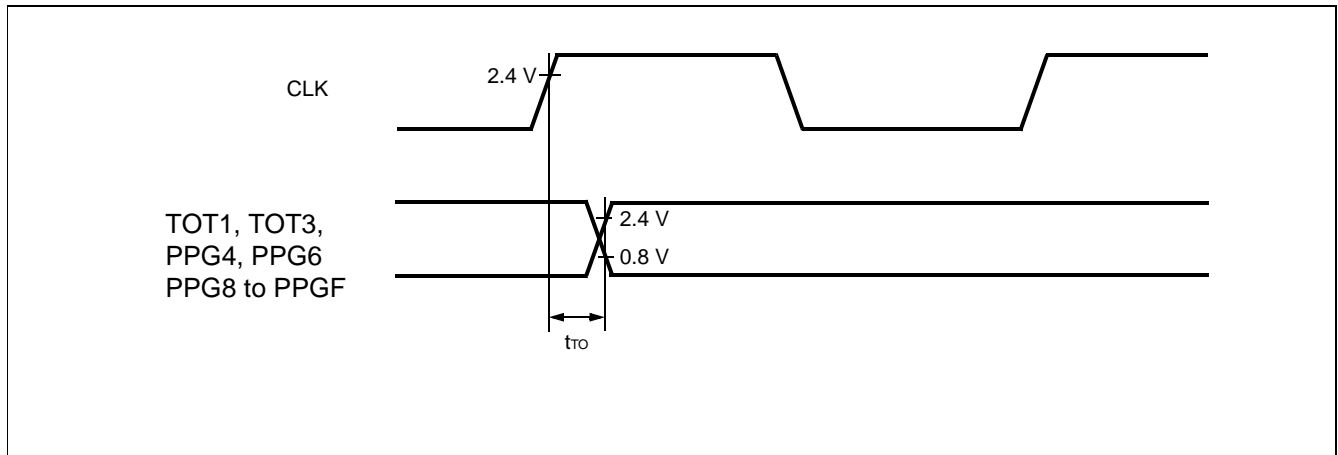 2.4 V
CLK
TOT1, TOT3,
PPG4, PPG6
PPG8 to PPGF
2.4 V
0.8 V
tTO